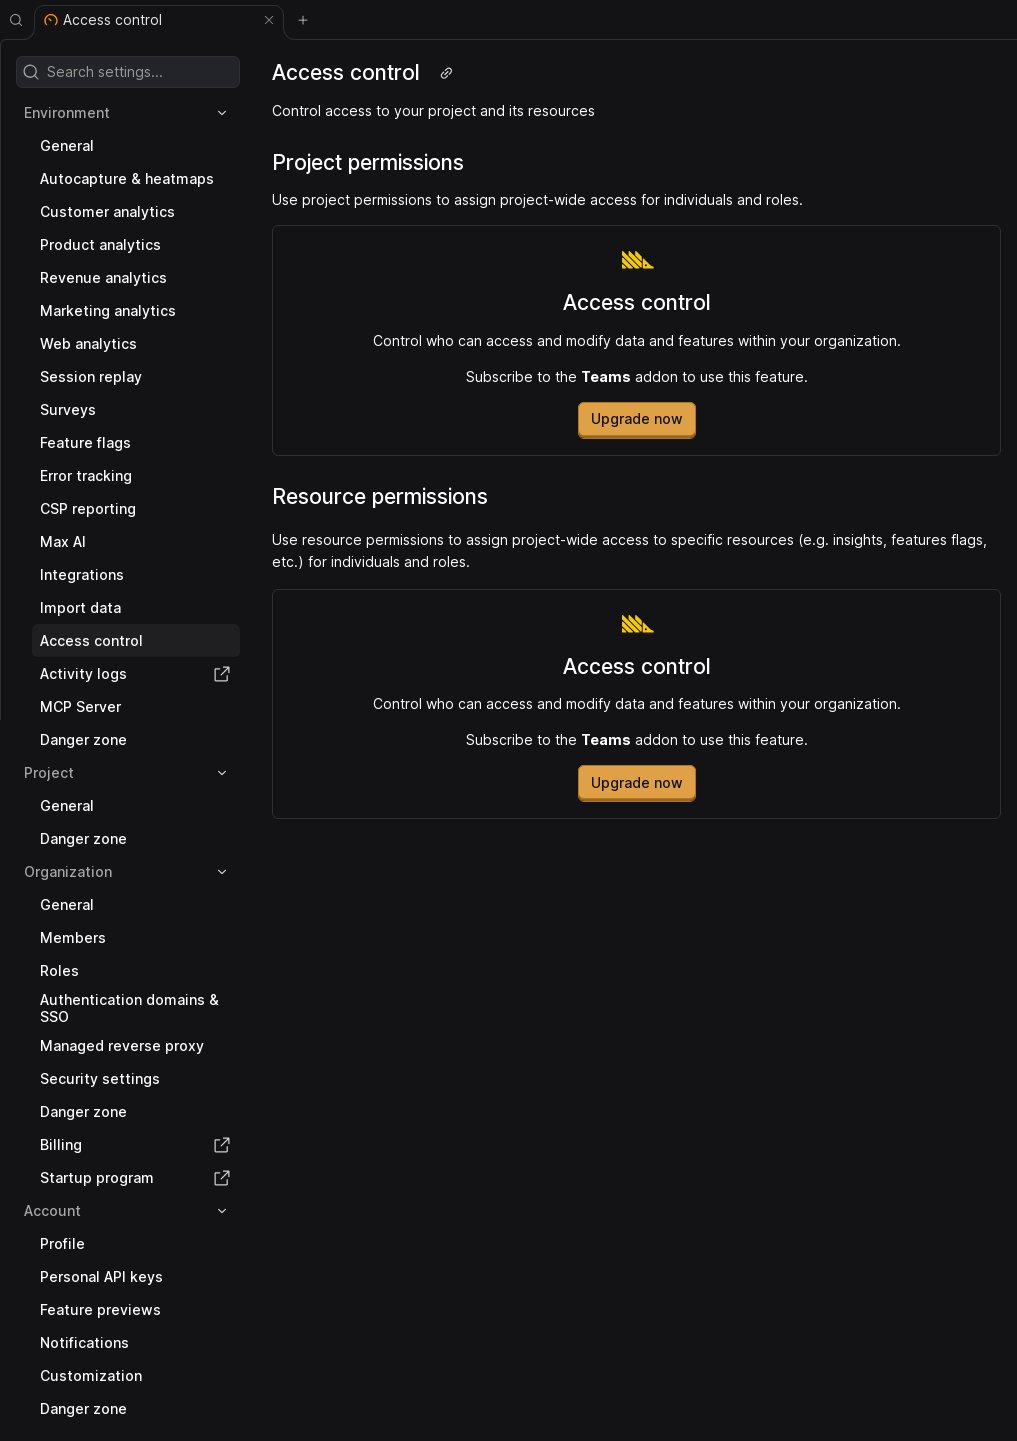 Access control
Search settings...
Environment
General
Autocapture & heatmaps
Customer analytics
Product analytics
Revenue analytics
Marketing analytics
Web analytics
Session replay
Surveys
Feature flags
Error tracking
CSP reporting
Max AI
Integrations
Import data
Access control
Activity logs
MCP Server
Danger zone
Project
General
Danger zone
Organization
General
Members
Roles
Authentication domains &
SSO
Managed reverse proxy
Security settings
Danger zone
Billing
Startup program
Account
Profile
Personal API keys
Feature previews
Notifications
Customization
Danger zone
Access control
Control access to your project and its resources
Project permissions
Use project permissions to assign project-wide access for individuals and roles.
Access control
Control who can access and modify data and features within your organization.
Subscribe to the Teams addon to use this feature.
Upgrade now
Resource permissions
Use resource permissions to assign project-wide access to specific resources (e.g. insights, features flags,
etc.) for individuals and roles.
Access control
Control who can access and modify data and features within your organization.
Subscribe to the Teams addon to use this feature.
Upgrade now